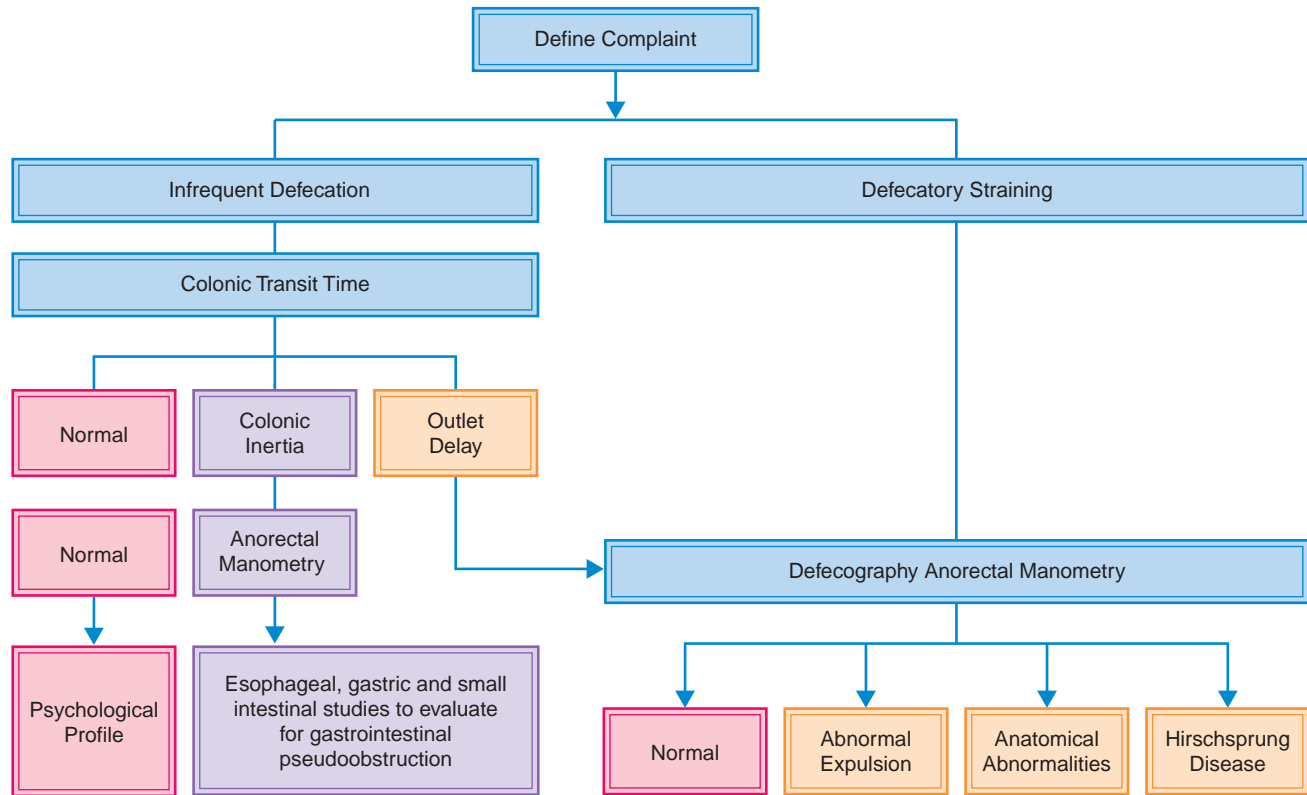 Define Complaint
Infrequent Defecation
Defecatory Straining
Colonic Transit Time
Normal
Colonic
Inertia
Outlet
Delay
Normal
Anorectal
Manometry
Defecography Anorectal Manometry
Psychological
Profile
Esophageal, gastric and small
intestinal studies to evaluate
for gastrointestinal
pseudoobstruction
Normal
Abnormal
Expulsion
Anatomical
Abnormalities
Hirschsprung
Disease